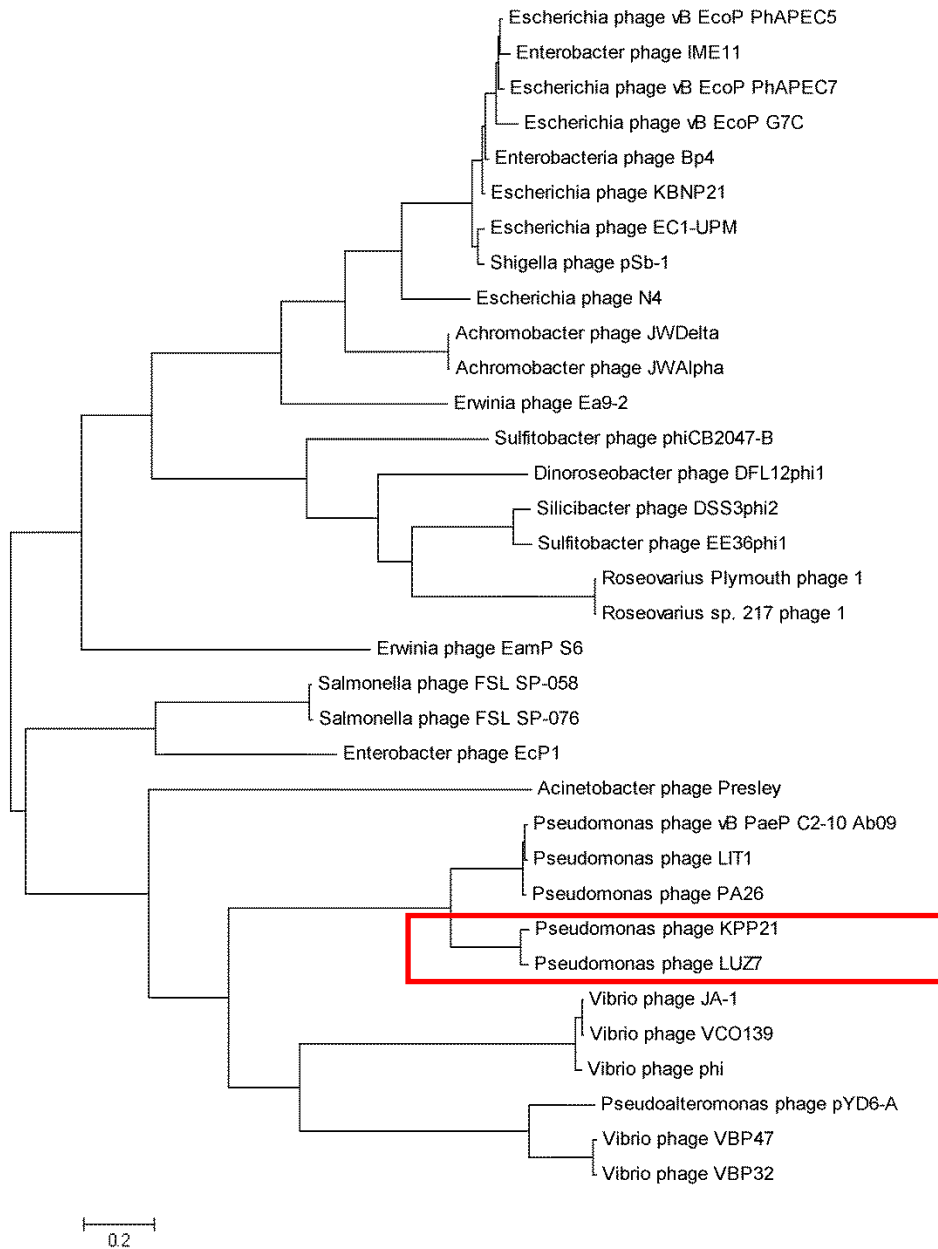 Escherichia phage vB EcoP PhAPEC5
Enterobacter phage IME11
Escherichia phage vB EcoP PhAPEC7
Escherichia phage vB EcoP G7C
Enterobacteria phage Bp4
Escherichia phage KBNP21
Escherichia phage EC1-UPM
Shigella phage pSb-1
Escherichia phage N4
Achromobacter phage JWDelta
Achromobacter phage JWAlpha
Erwinia phage Ea9-2
Sulfitobacter phage phiCB2047-B
Dinoroseobacter phage DFL12phi1
Silicibacter phage DSS3phi2
Sulfitobacter phage EE36phi1
Roseovarius Plymouth phage 1
Roseovarius sp. 217 phage 1
Erwinia phage EamP S6
Salmonella phage FSL SP-058
Salmonella phage FSL SP-076
Enterobacter phage EcP1
Acinetobacter phage Presley
Pseudomonas phage vB PaeP C2-10 Ab09
Pseudomonas phage LIT1
Pseudomonas phage PA26
Pseudomonas phage KPP21
Pseudomonas phage LUZ7
Vibrio phage JA-1
Vibrio phage VCO139
Vibrio phage phi
Pseudoalteromonas phage pYD6-A
Vibrio phage VBP47
Vibrio phage VBP32
0.2